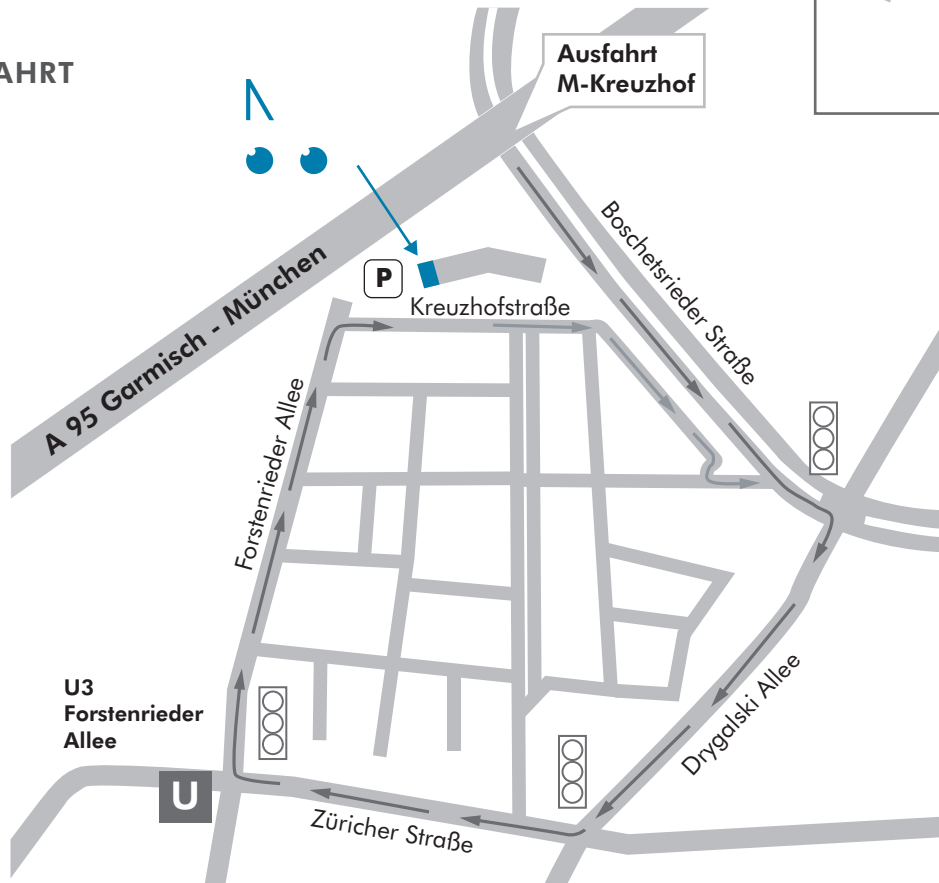 AHRT
Ausfahrt
M-Kreuzhof
Boschetsrieder Straße
A 95 Garmisch - München
P
Kreuzhofstraße
Forstenrieder Allee
U3
Forstenrieder
Allee
U
Drygalski Allee
Züricher Straße